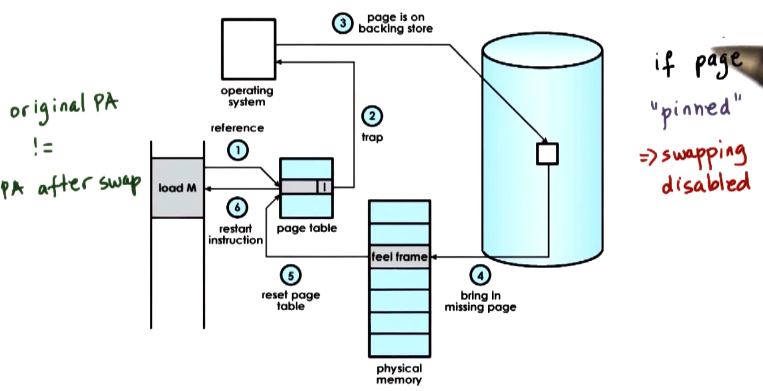 3
page is on
backing store
operating
system
2
trap
reference
1
load M
I
page table
6
restart
instruction
5
reset page
table
feel frame
4
bring in
missing page
physical
memory
original PA
!=
PA after swap
if page
"pinned"
=> swapping
disabled